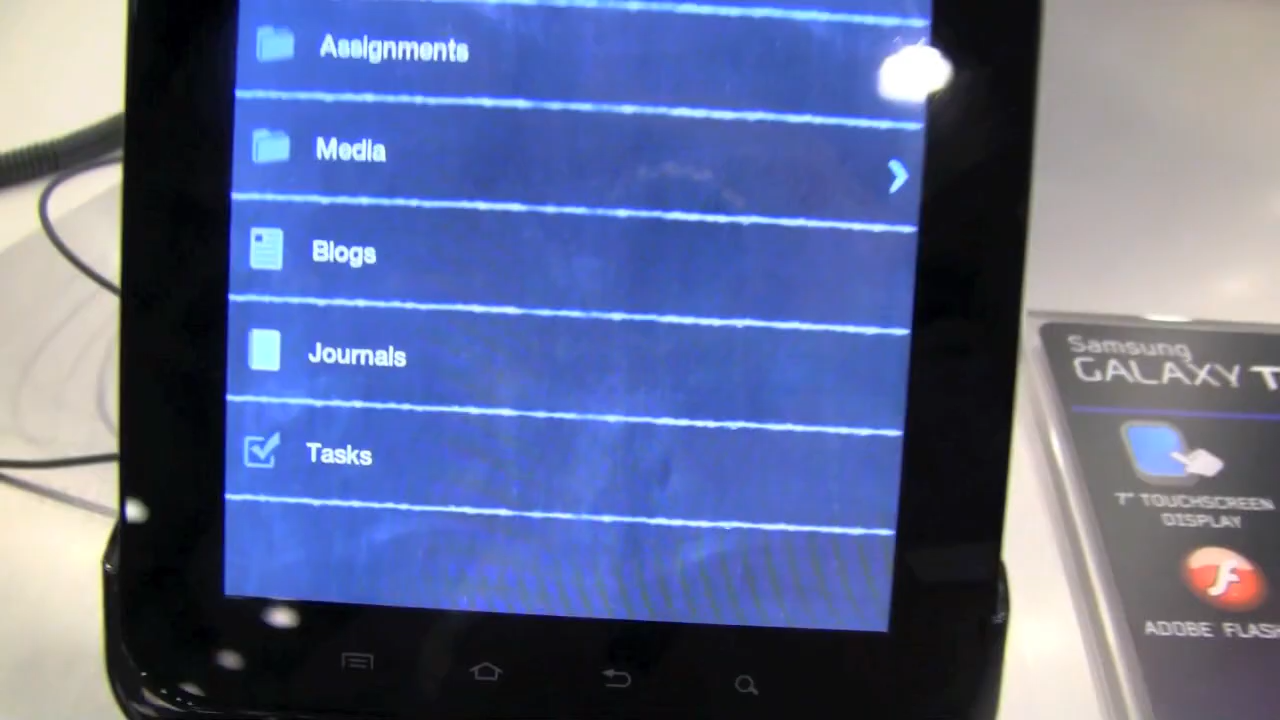 Assignments
Media
Blogs
Journals
Tasks
Samsung
GALAXY T
7" TOUCHSCREEN
DISPLAY
ADOBE FLASH